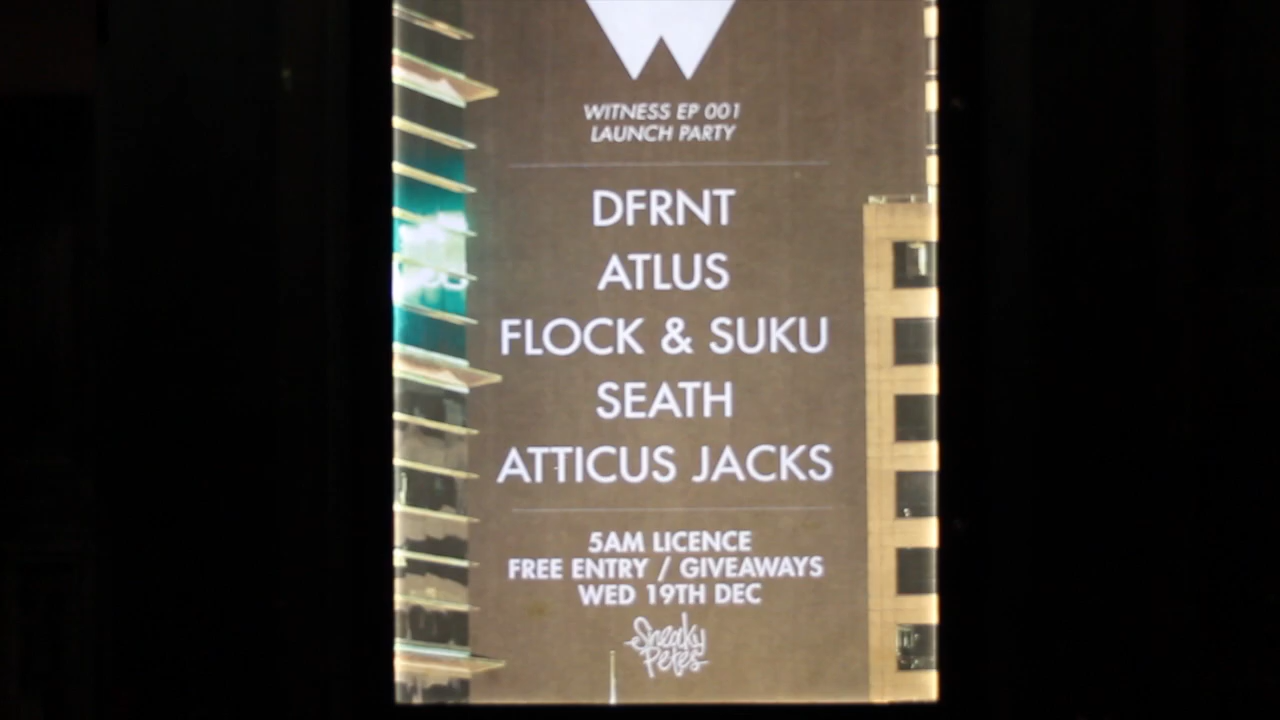 W
WITNESS EP 001
LAUNCH PARTY
DFRNT
ATLUS
FLOCK & SUKU
SEATH
ATTICUS JACKS
5AM LICENCE
FREE ENTRY / GIVEAWAYS
WED 19TH DEC
Sneaky
Pete's